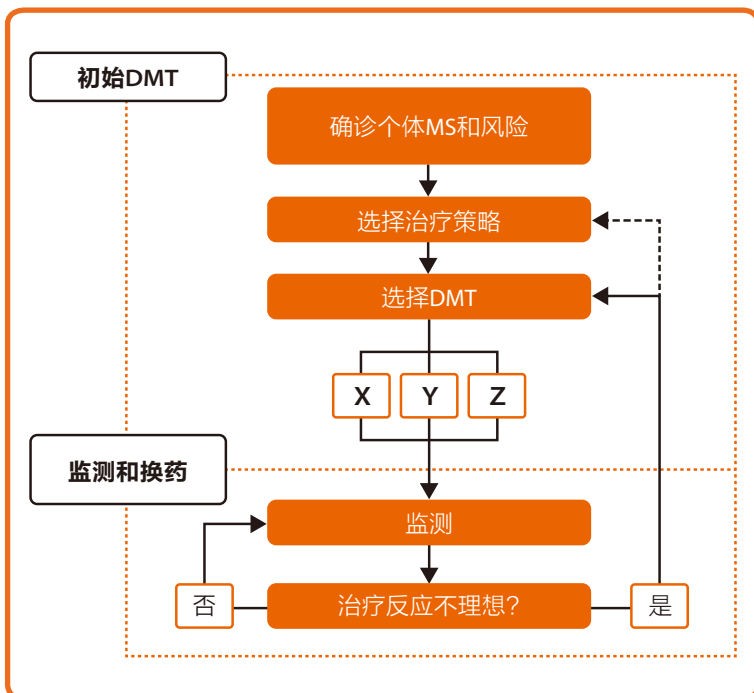 初始DMT
确诊个体MS和风险
选择治疗策略
选择DMT
X
Y
Z
监测和换药
监测
否
治疗反应不理想?
是